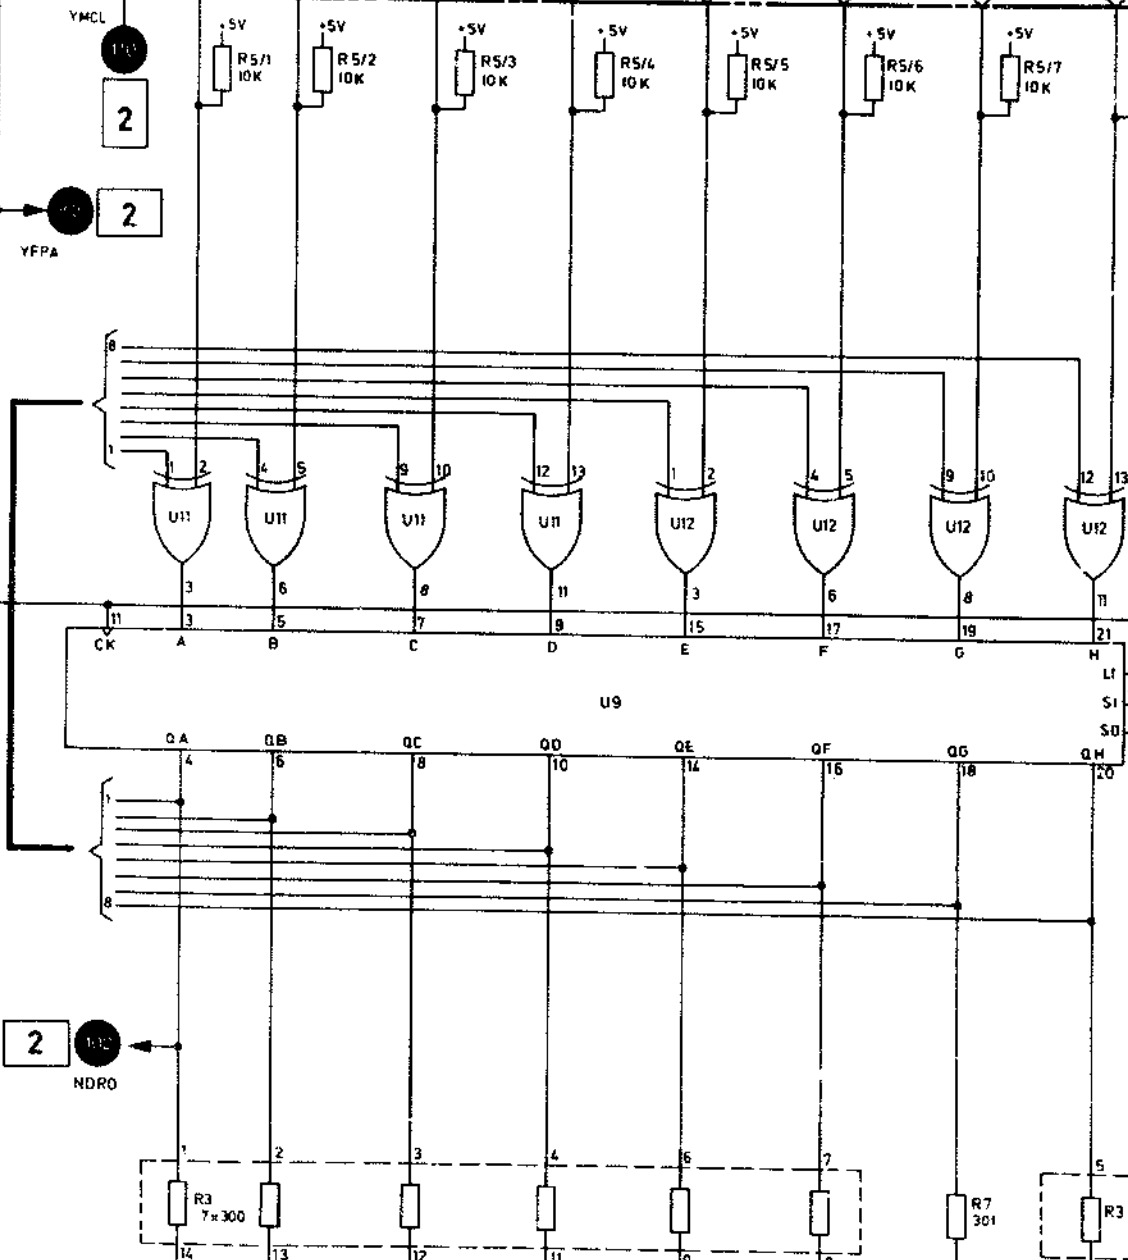 YMCL
+5V +5V +5V +5V +5V +5V +5V
R5/1 R5/2 R5/3 R5/4 R5/5 R5/6 R5/7
10K 10K 10K 10K 10K 10K 10K
2
2
YFPA
8
1
1 2 4 5 9 10 12 13 1 2 4 5 9 10 12 13
U11 U11 U11 U11 U12 U12 U12 U12
3 6 8 11 3 6 8 11
11 3 5 7 9 15 17 19 21
CK A B C D E F G H
U9
S1
S0
QA QB QC QD QE QF QG QH
4 6 8 10 14 16 18 20
1
8
2
NDRO
1 2 3 4 6 7 5
R3 R7 R3
7x300 301
14 13 12 11